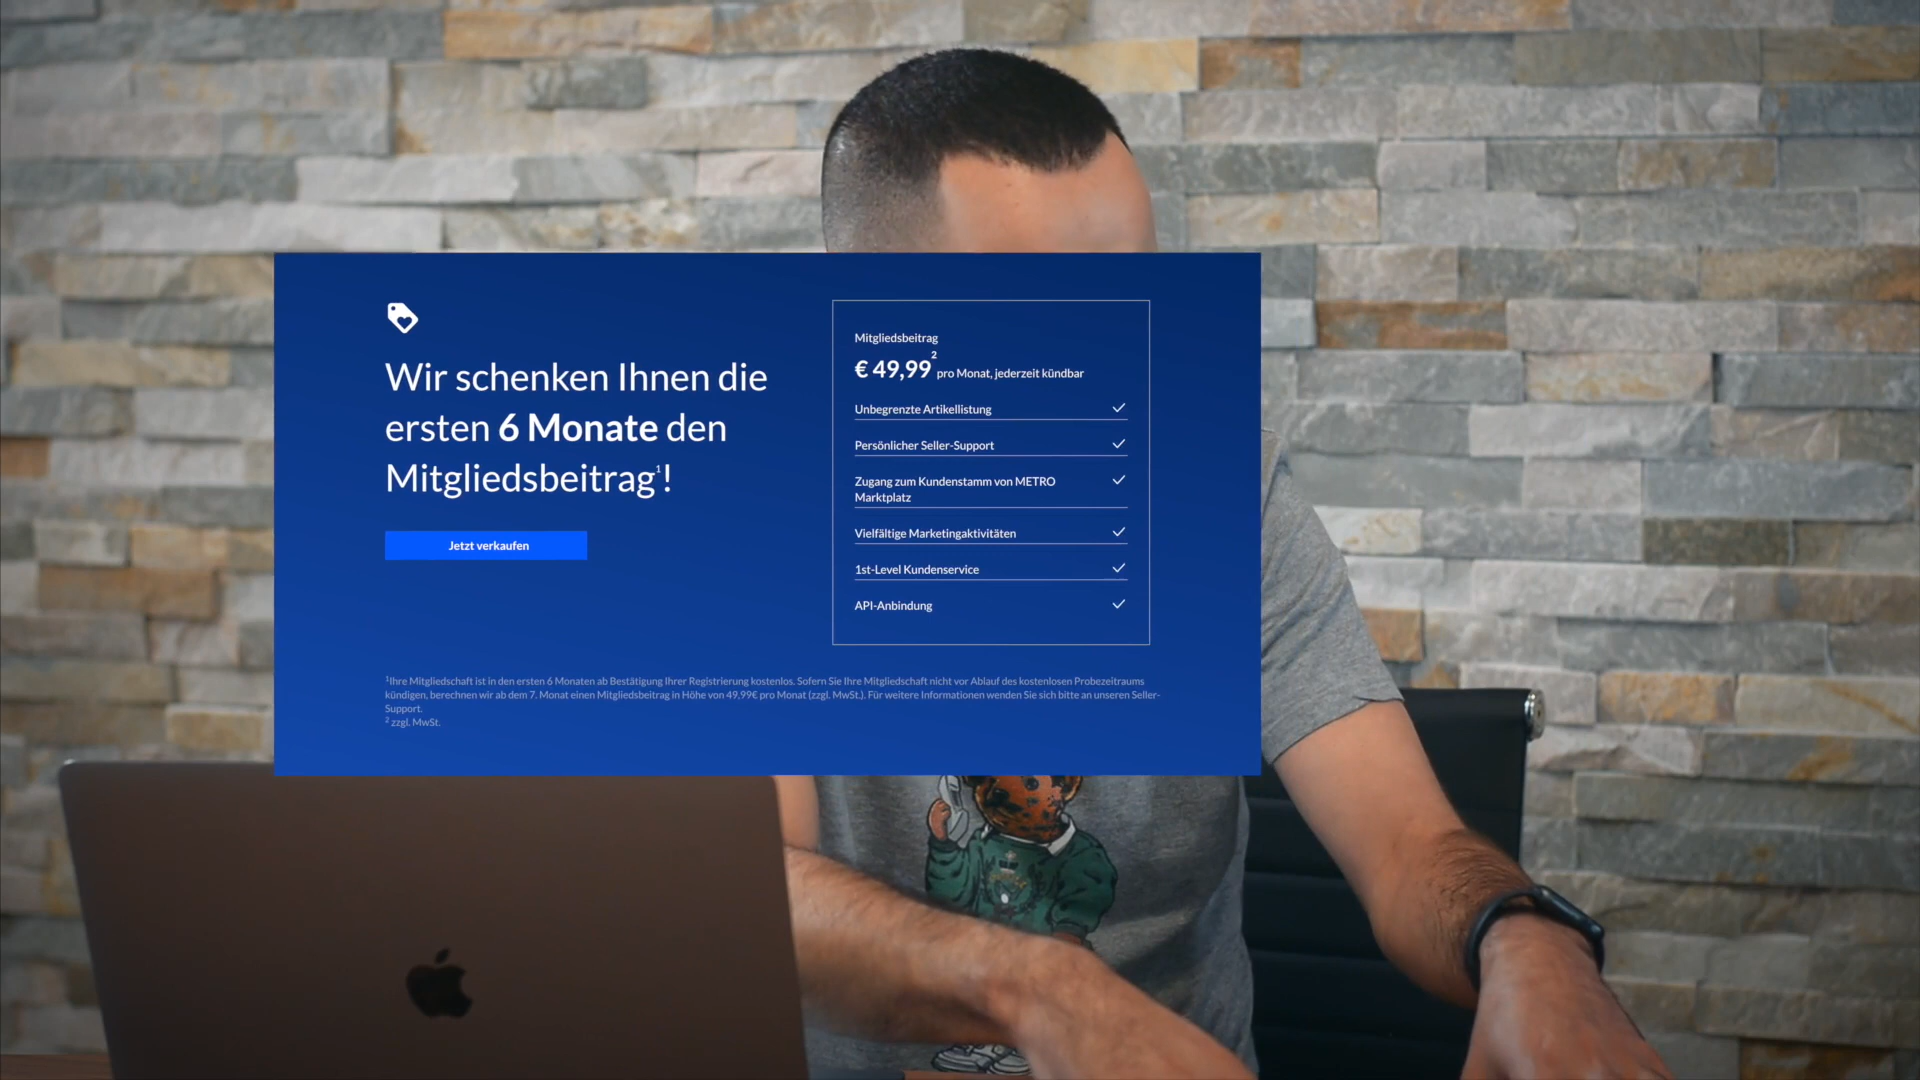 Wir schenken Ihnen die
ersten 6 Monate den
Mitgliedsbeitrag¹!
Jetzt verkaufen
Mitgliedsbeitrag
€ 49,99² pro Monat, jederzeit kündbar
Unbegrenzte Artikellistung
Persönlicher Seller-Support
Zugang zum Kundenstamm von METRO
Marktplatz
Vielfältige Marketingaktivitäten
1st-Level Kundenservice
API-Anbindung
¹Ihre Mitgliedschaft ist in den ersten 6 Monaten ab Bestätigung Ihrer Registrierung kostenlos. Sofern Sie Ihre Mitgliedschaft nicht vor Ablauf des kostenlosen Probezeitraums
kündigen, berechnen wir ab dem 7. Monat einen Mitgliedsbeitrag in Höhe von 49,99€ pro Monat (zzgl. MwSt.). Für weitere Informationen wenden Sie sich bitte an unseren Seller-
Support.
² zzgl. MwSt.